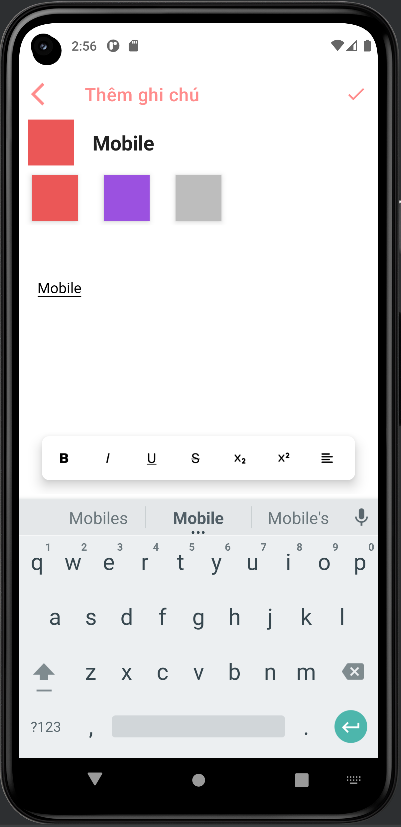 2:56
Thêm ghi chú
Mobile
Mobile
B I U S x₂ x²
Mobiles Mobile Mobile's
1 2 3 4 5 6 7 8 9 0
q w e r t y u i o p
a s d f g h j k l
z x c v b n m
?123 , .